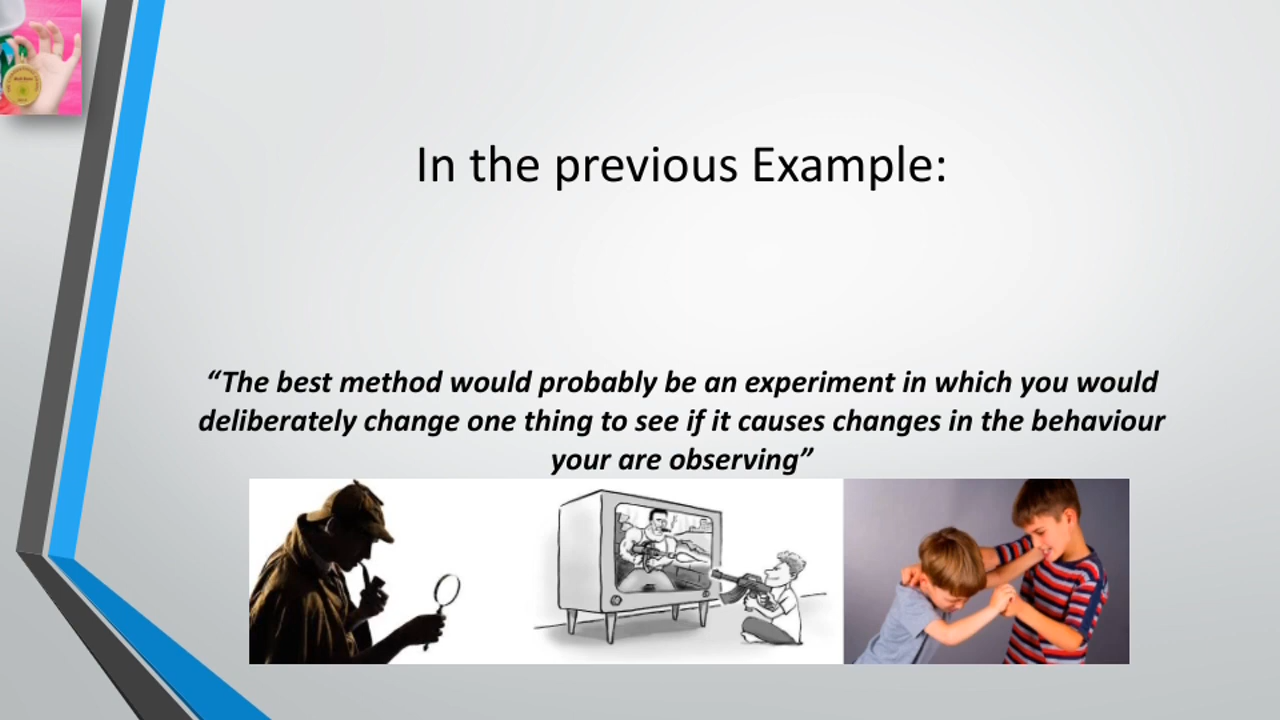 In the previous Example:
“The best method would probably be an experiment in which you would
deliberately change one thing to see if it causes changes in the behaviour
your are observing”